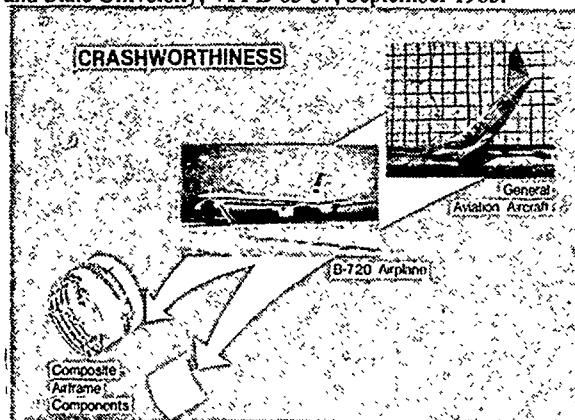 CRASHWORTHINESS
General
Aviation Aircraft
B-720 Airplane
Composite
Airframe
Components